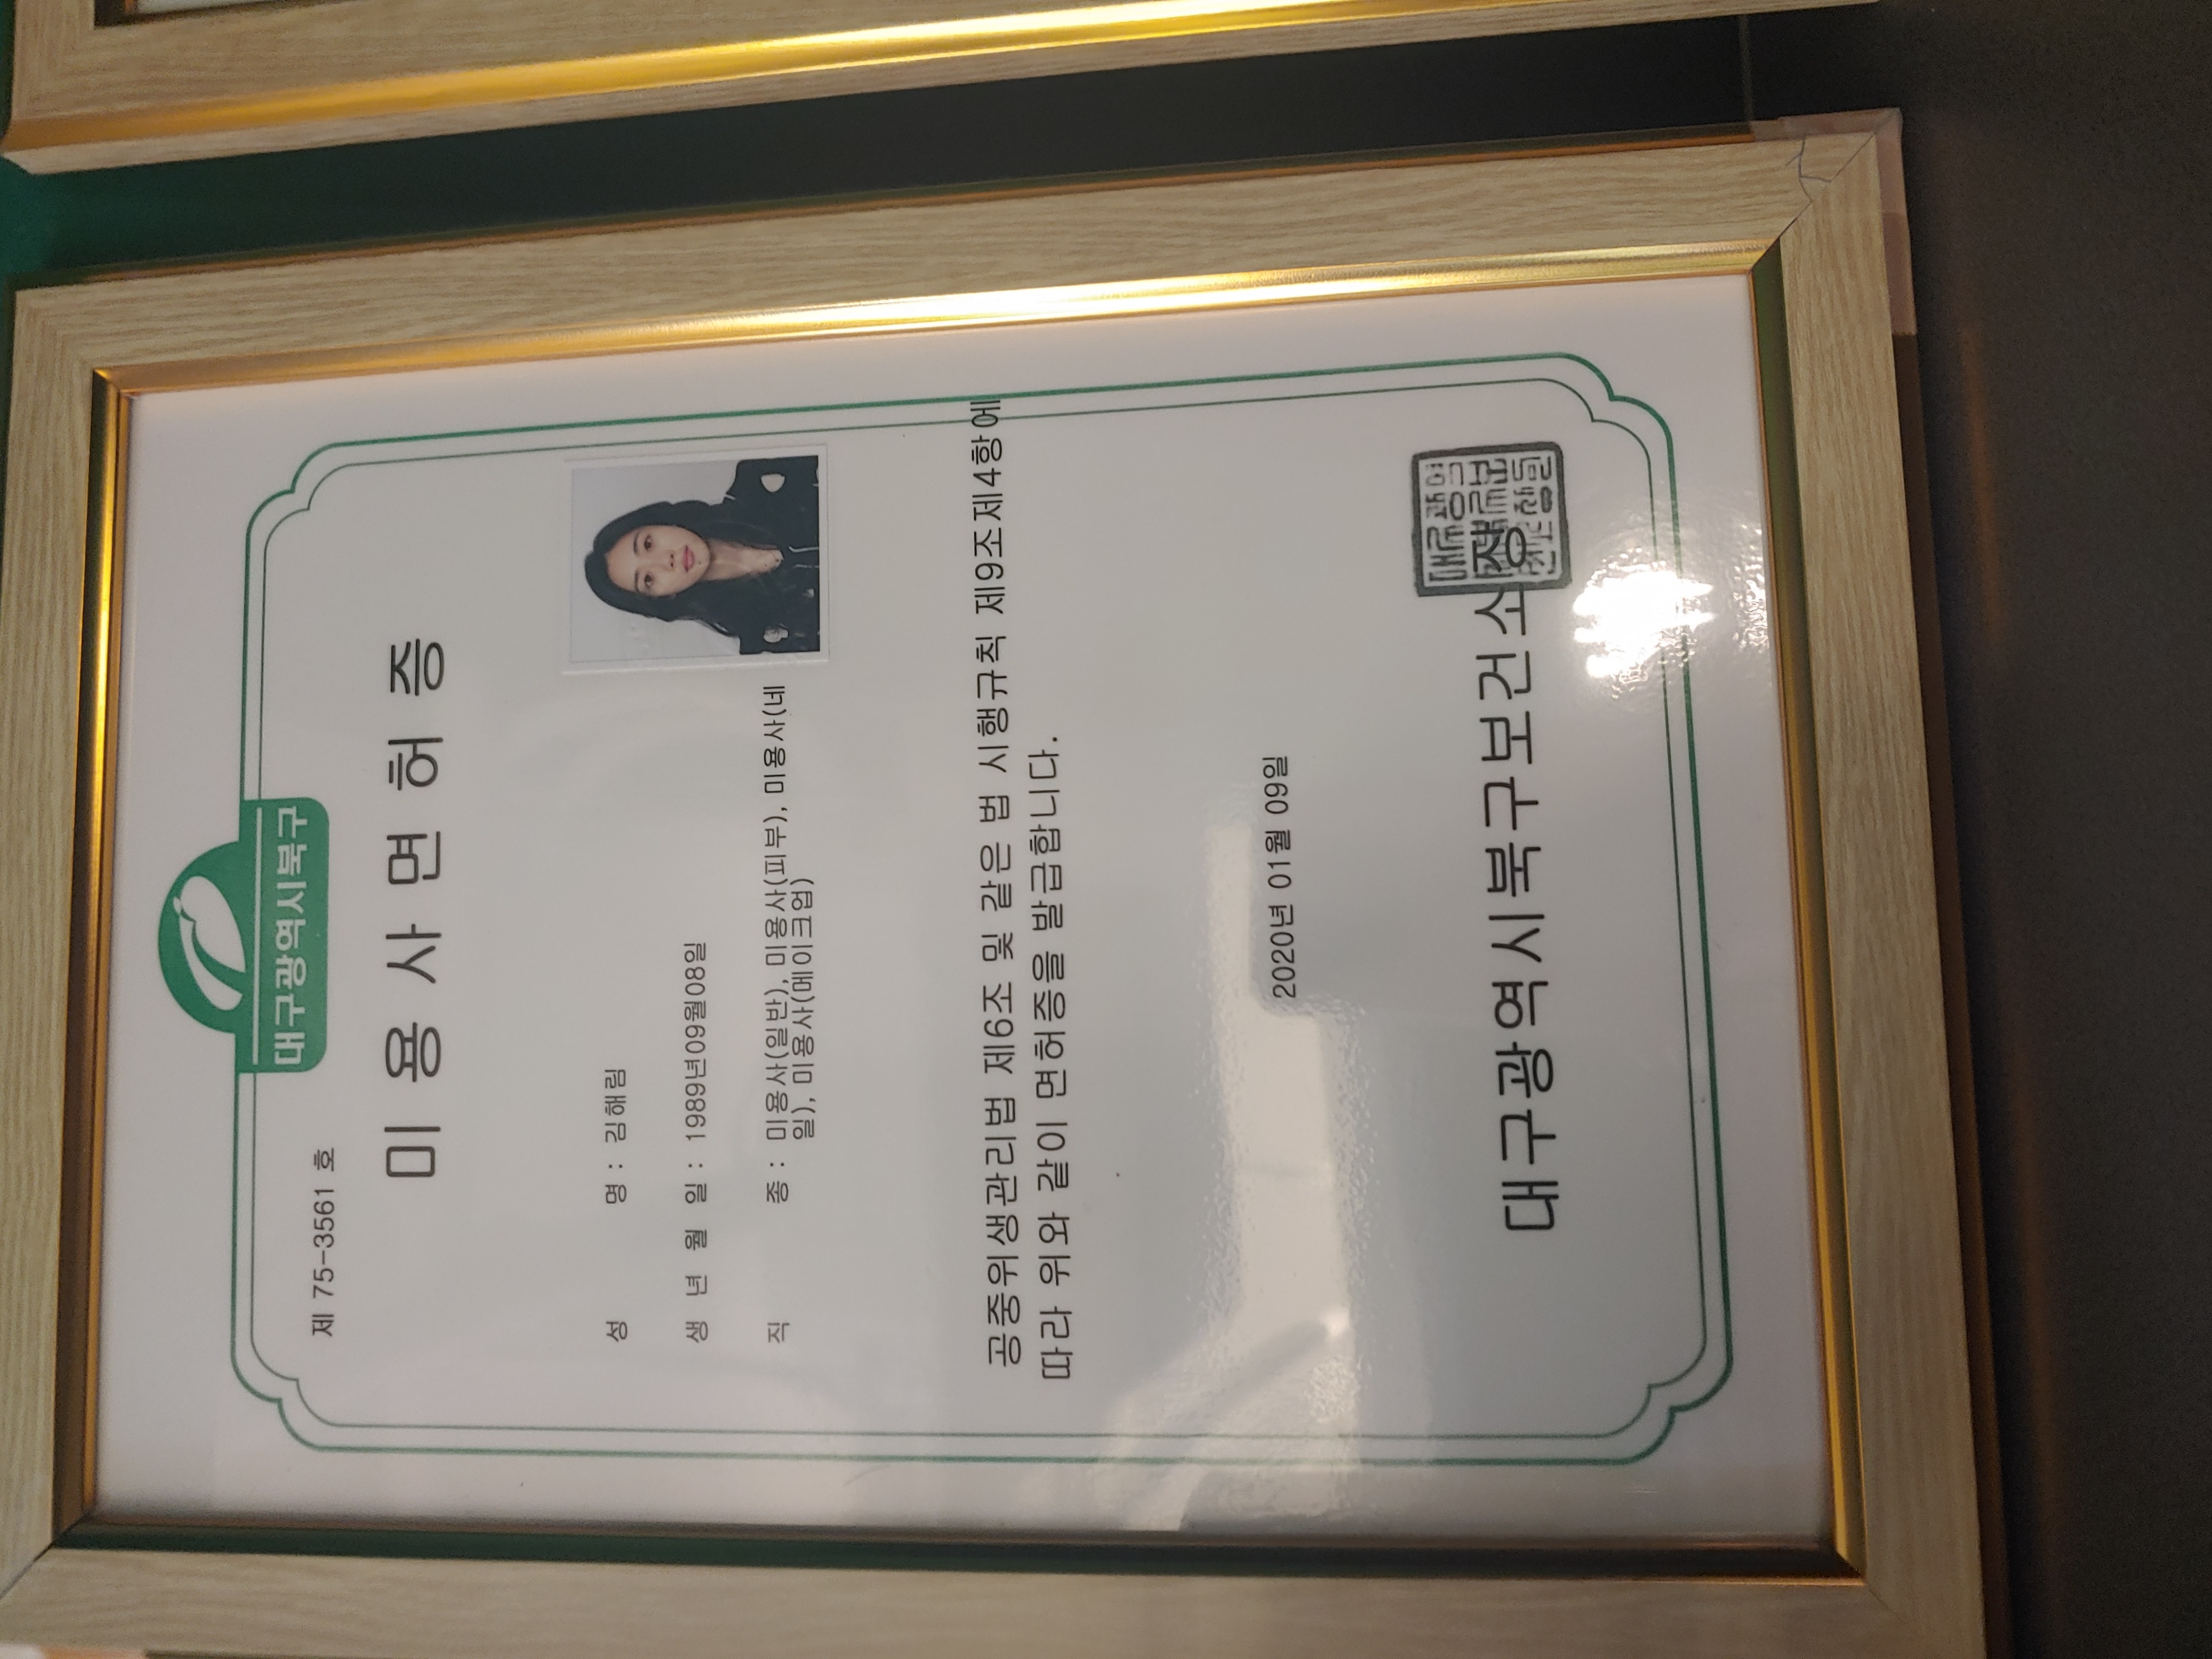 대구광역시북구
제 75-3561 호
미 용 사 면 허 증
성 명 : 김해림
생 년 월 일 : 1989년09월08일
직 종 : 미용사(일반), 미용사(피부), 미용사(네
일), 미용사(메이크업)
공중위생관리법 제6조 및 같은 법 시행규칙 제9조제4항에
따라 위와 같이 면허증을 발급합니다.
2020년 01월 09일
대구광역시북구보건소장